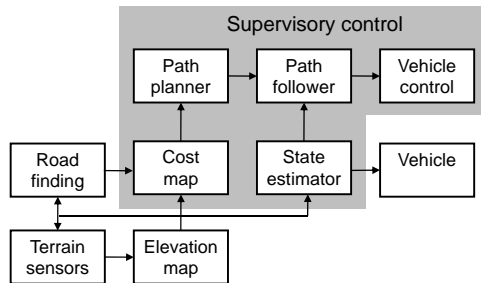 Supervisory control
Path
planner
Path
follower
Vehicle
control
Road
finding
Cost
map
State
estimator
Vehicle
Terrain
sensors
Elevation
map